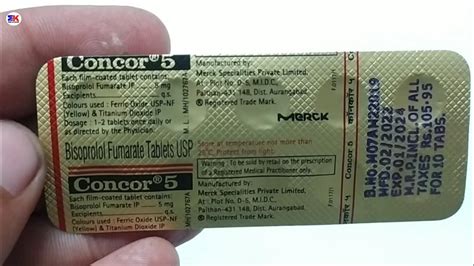 3K
Concor® 5
Each film-coated tablet contains:
Bisoprolol Fumarate IP ... 5 mg
Excipients q.s.
Colours used : Ferric Oxide USP-NF
(Yellow) & Titanium Dioxide IP
Dosage : 1-2 tablets once daily or as
directed by the Physician.
Bisoprolol Fumarate Tablets USP
Concor® 5
Each film-coated tablet contains:
Bisoprolol Fumarate IP ... 5 mg
Excipients q.s.
Colours used : Ferric Oxide USP-NF
(Yellow) & Titanium Dioxide IP
Manufactured by:
Merck Specialities Private Limited,
Plot No. D-5, M.I.D.C.,
Paithan-431 148, Dist. Aurangabad.
® Registered Trade Mark.
MERCK
Store at temperature not more than
Protect from light.
Warning : To be sold by retail on the prescription
of a Registered Medical Practitioner only.
Manufactured by:
Merck Specialities Private Limited,
Plot No. D-5, M.I.D.C.,
Paithan-431 148, Dist. Aurangabad.
® Registered Trade Mark.
Concor 5
कॉनकॉर ५
B.NO.M07AH22019
MFD.02/2022
EXP.01/2024
M.R.P.INCL.OF ALL
TAXES RS.105-95
FOR 10 TABS.